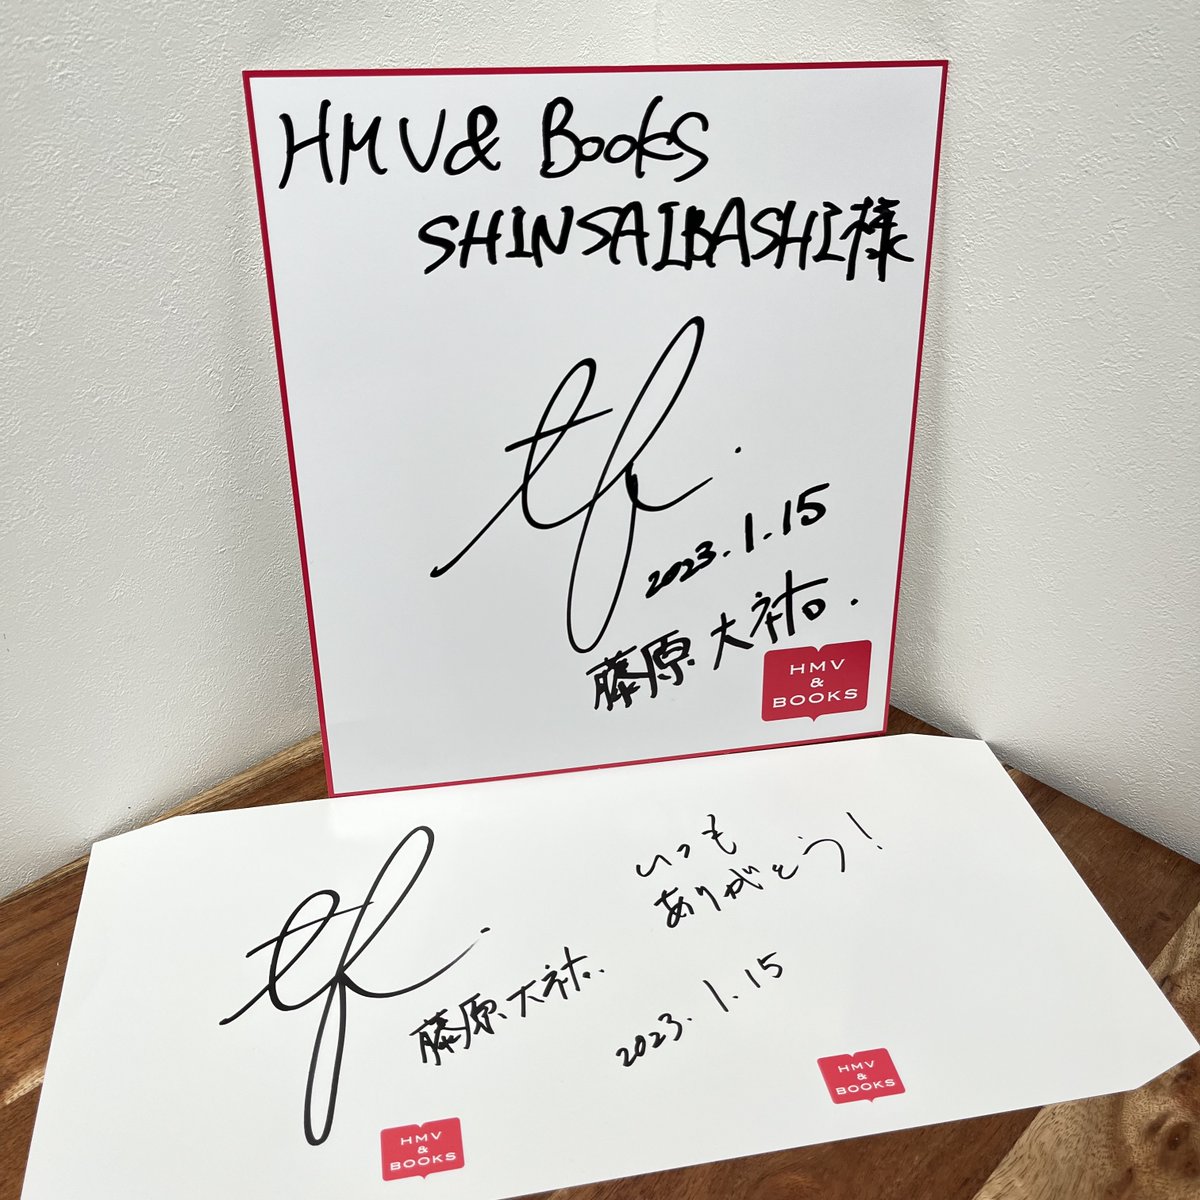 HMV& Books
SHINSAIBASHI様
tf.
2023.1.15
藤原大祐.
HMV
&
BOOKS
tf.
藤原大祐.
いつも
ありがとう!
2023.1.15
HMV
&
BOOKS
HMV
&
BOOKS